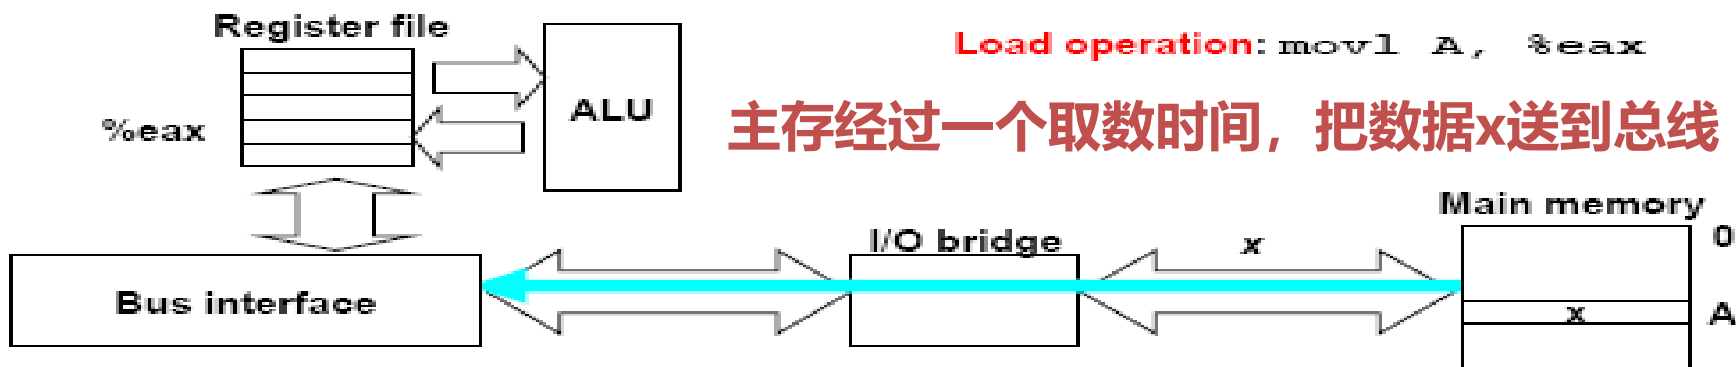 Register file
Load operation: movl A, %eax
ALU
%eax
主存经过一个取数时间，把数据x送到总线
Main memory
0
I/O bridge
x
Bus interface
x
A